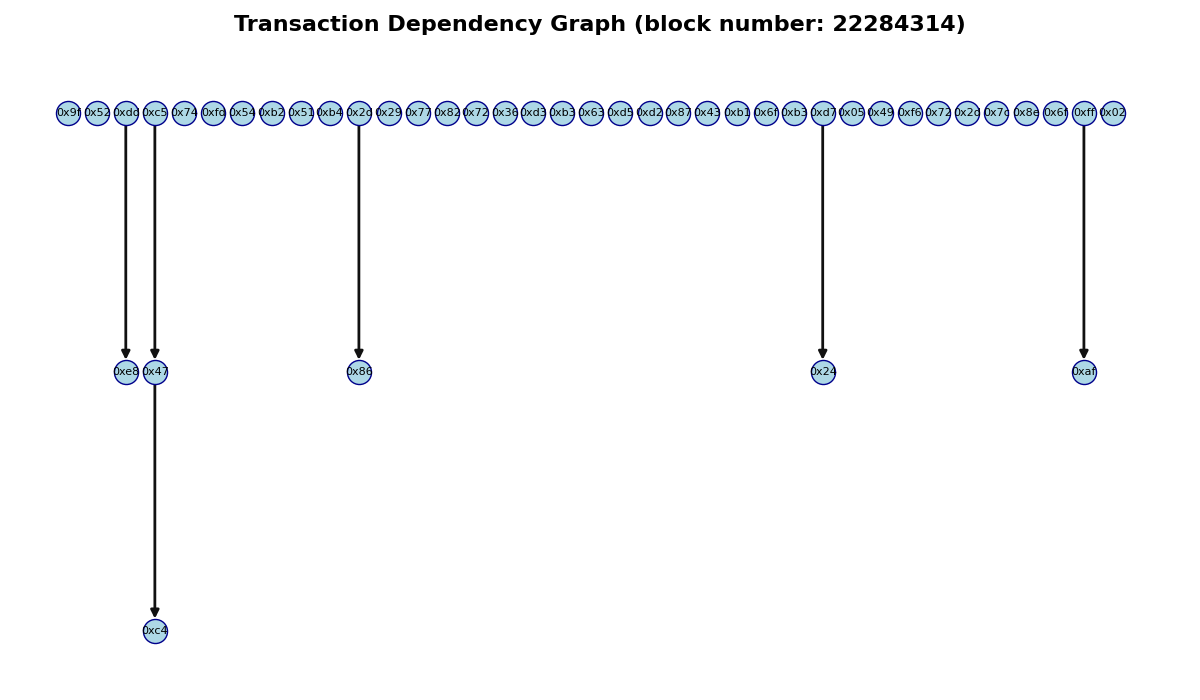 Transaction Dependency Graph (block number: 22284314)
0x9f 0x52 0xdd 0xc5 0x74 0xfd 0x54 0xb2 0x51 0xb4 0x2d 0x29 0x77 0x82 0x72 0x36 0xd3 0xb3 0x63 0xd5 0xd2 0x87 0x43 0xb1 0x6f 0xb3 0xd7 0x05 0x49 0xf6 0x72 0x2d 0x7c 0x8e 0x6f 0xff 0x02
0xe8 0x47 0x86 0x24 0xaf
0xc4